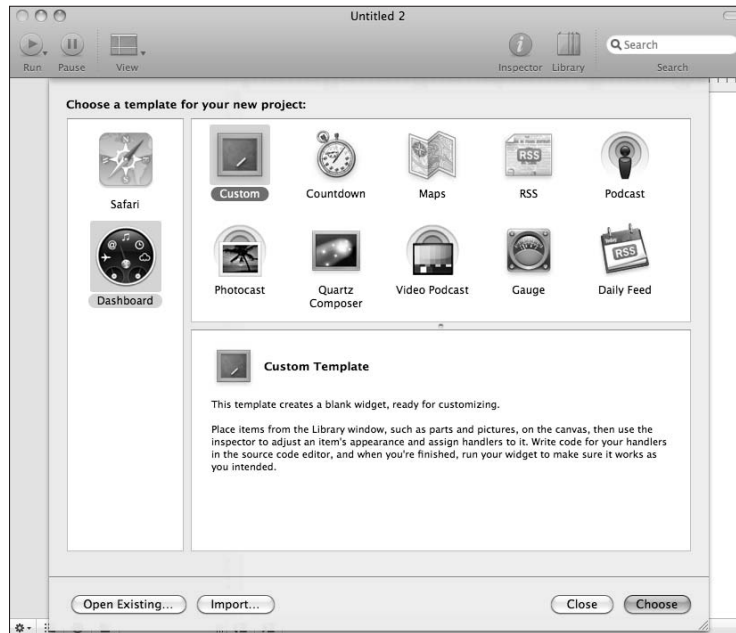 Untitled 2
Run
Pause
View
Inspector
Library
Search
Search
Choose a template for your new project:
Safari
Dashboard
Custom
Countdown
Maps
RSS
RSS
Podcast
Photocast
Quartz
Composer
Video Podcast
Gauge
RSS
Daily Feed
Custom Template
This template creates a blank widget, ready for customizing.
Place items from the Library window, such as parts and pictures, on the canvas, then use the
inspector to adjust an item's appearance and assign handlers to it. Write code for your handlers
in the source code editor, and when you're finished, run your widget to make sure it works as
you intended.
Open Existing...
Import...
Close
Choose